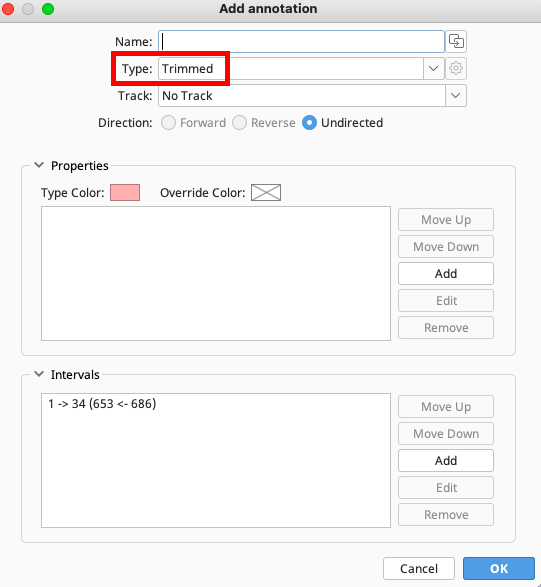 Add annotation
Name:
Type: Trimmed
Track: No Track
Direction: Forward Reverse Undirected
Properties
Type Color: Override Color:
Move Up
Move Down
Add
Edit
Remove
Intervals
1 -> 34 (653 <- 686)
Move Up
Move Down
Add
Edit
Remove
Cancel OK